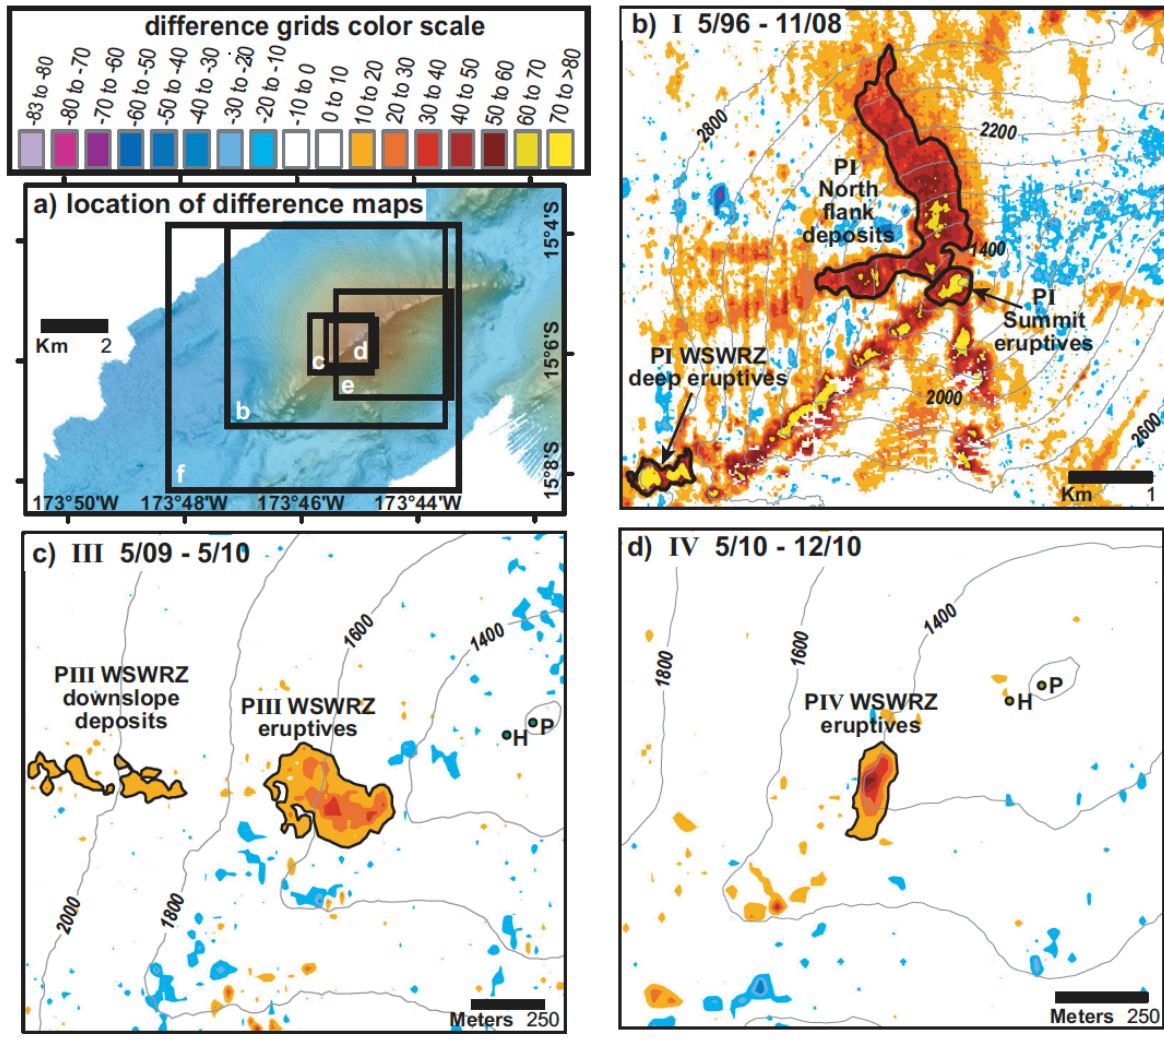 difference grids color scale
-83 to -80
-80 to -70
-70 to -60
-60 to -50
-50 to -40
-40 to -30
-30 to -20
-20 to -10
-10 to 0
0 to 10
10 to 20
20 to 30
30 to 40
40 to 50
50 to 60
60 to 70
70 to >80
a) location of difference maps
Km 2
c
d
e
b
f
15°4'S
15°6'S
15°8'S
173°50'W 173°48'W 173°46'W 173°44'W
b) I 5/96 - 11/08
2800
2200
PI
North
flank
deposits
1400
PI
Summit
eruptives
PI WSWRZ
deep eruptives
2000
2600
Km 1
c) III 5/09 - 5/10
1600
1400
PIII WSWRZ
downslope
deposits
PIII WSWRZ
eruptives
P
H
2000
1800
Meters 250
d) IV 5/10 - 12/10
1800
1600
1400
P
H
PIV WSWRZ
eruptives
Meters 250